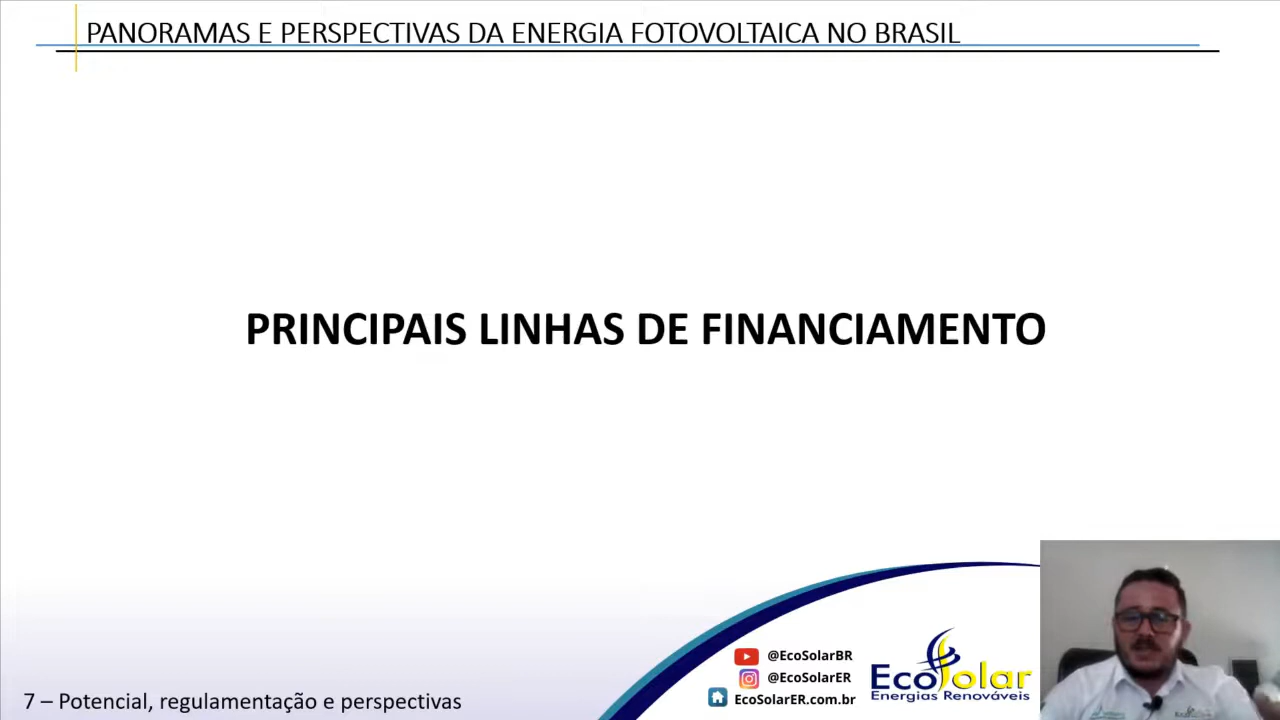 PANORAMAS E PERSPECTIVAS DA ENERGIA FOTOVOLTAICA NO BRASIL
PRINCIPAIS LINHAS DE FINANCIAMENTO
@EcoSolarBR
@EcoSolarER
EcoSolarER.com.br
EcoSolar
Energias Renováveis
7 – Potencial, regulamentação e perspectivas